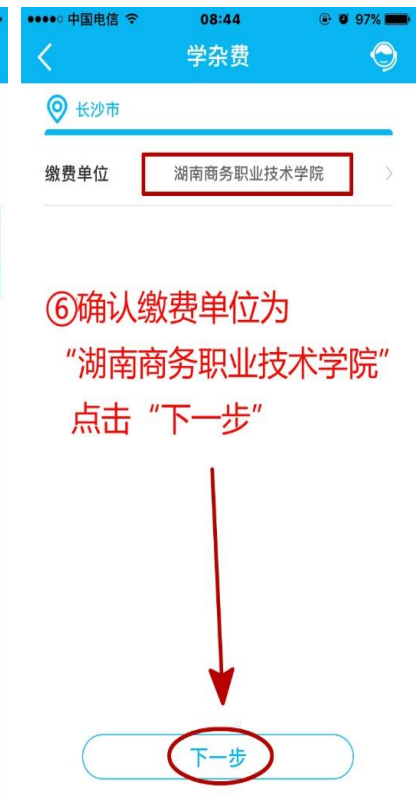 中国电信 08:44 97%
学杂费
长沙市
缴费单位 湖南商务职业技术学院
⑥确认缴费单位为
“湖南商务职业技术学院”
点击“下一步”
下一步